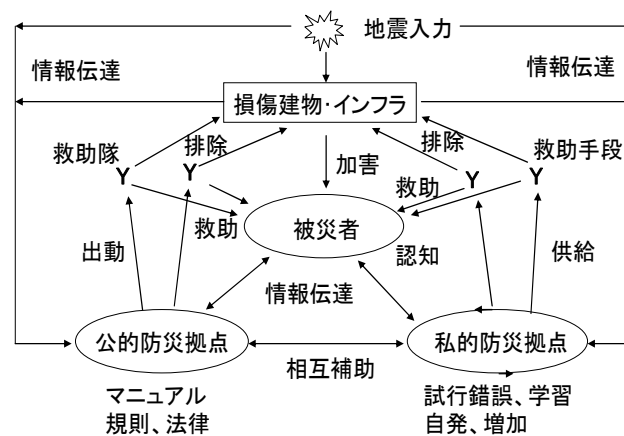 地震入力
情報伝達
情報伝達
損傷建物・インフラ
救助隊
排除
加害
排除
救助手段
Y
Y
Y
Y
救助
救助
被災者
出動
認知
供給
情報伝達
公的防災拠点
私的防災拠点
相互補助
マニュアル
規則、法律
試行錯誤、学習
自発、増加